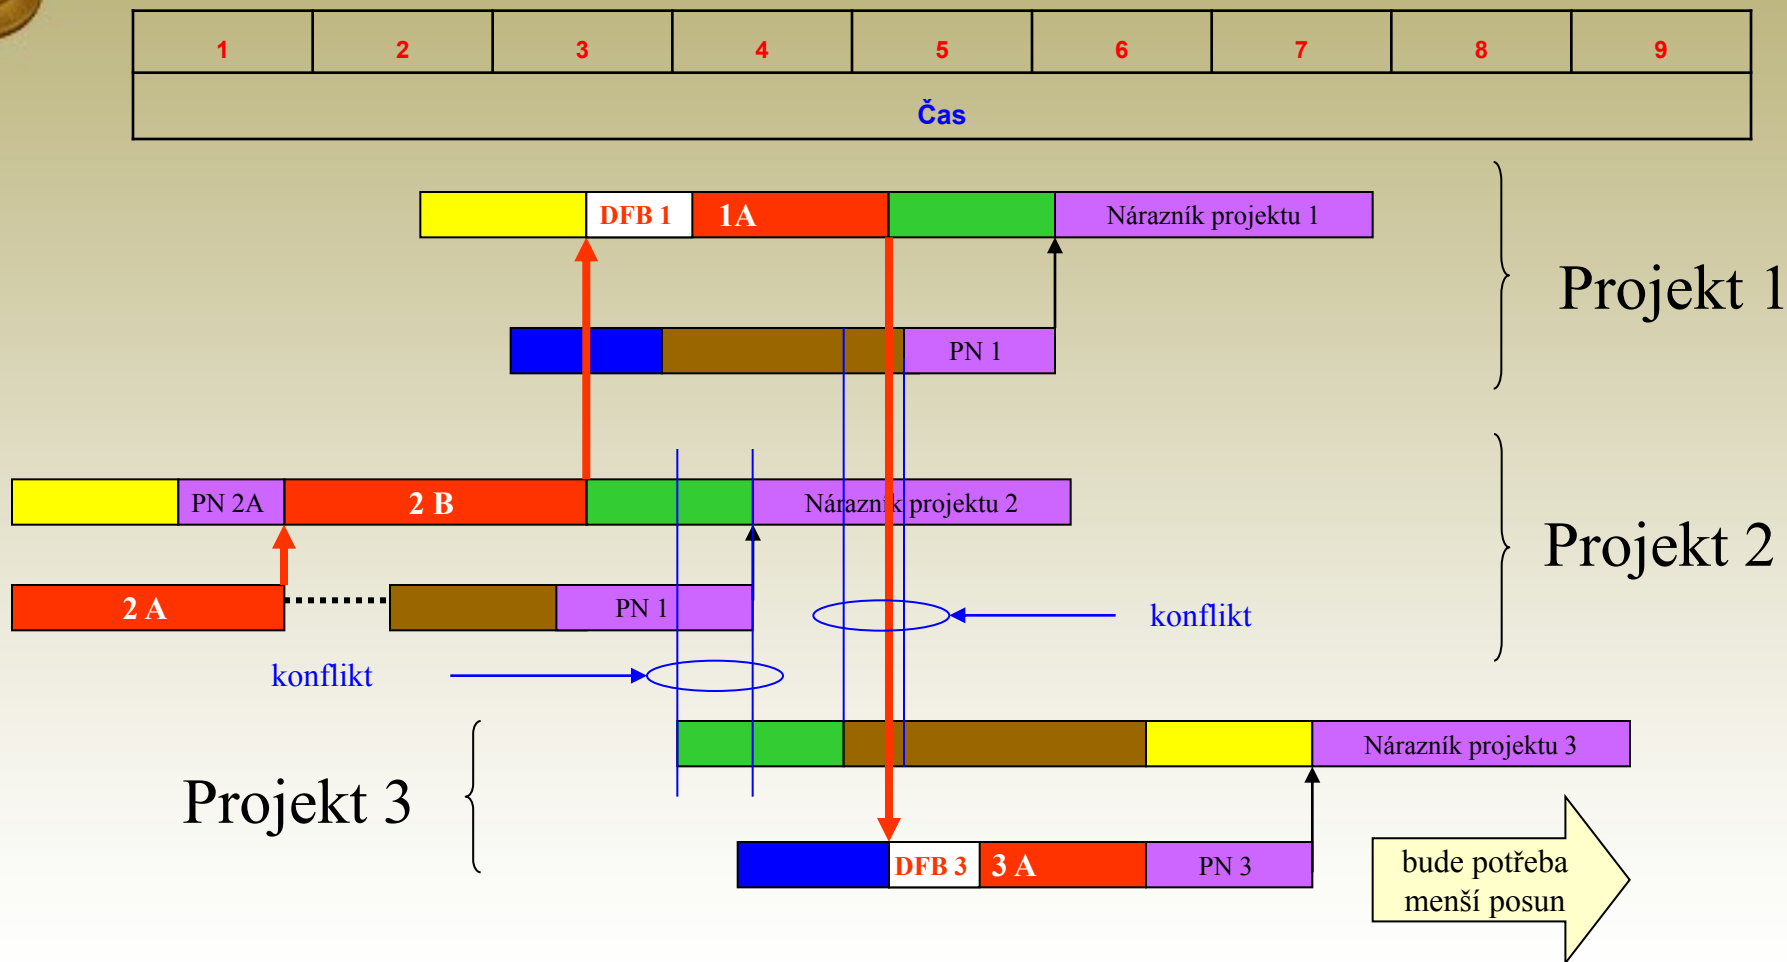 1 2 3 4 5 6 7 8 9
Čas
DFB 1 1A Nárazník projektu 1
Projekt 1
PN 1
PN 2A 2 B Nárazník projektu 2
Projekt 2
2 A PN 1
konflikt
konflikt
Nárazník projektu 3
Projekt 3
DFB 3 3 A PN 3
bude potřeba
menší posun